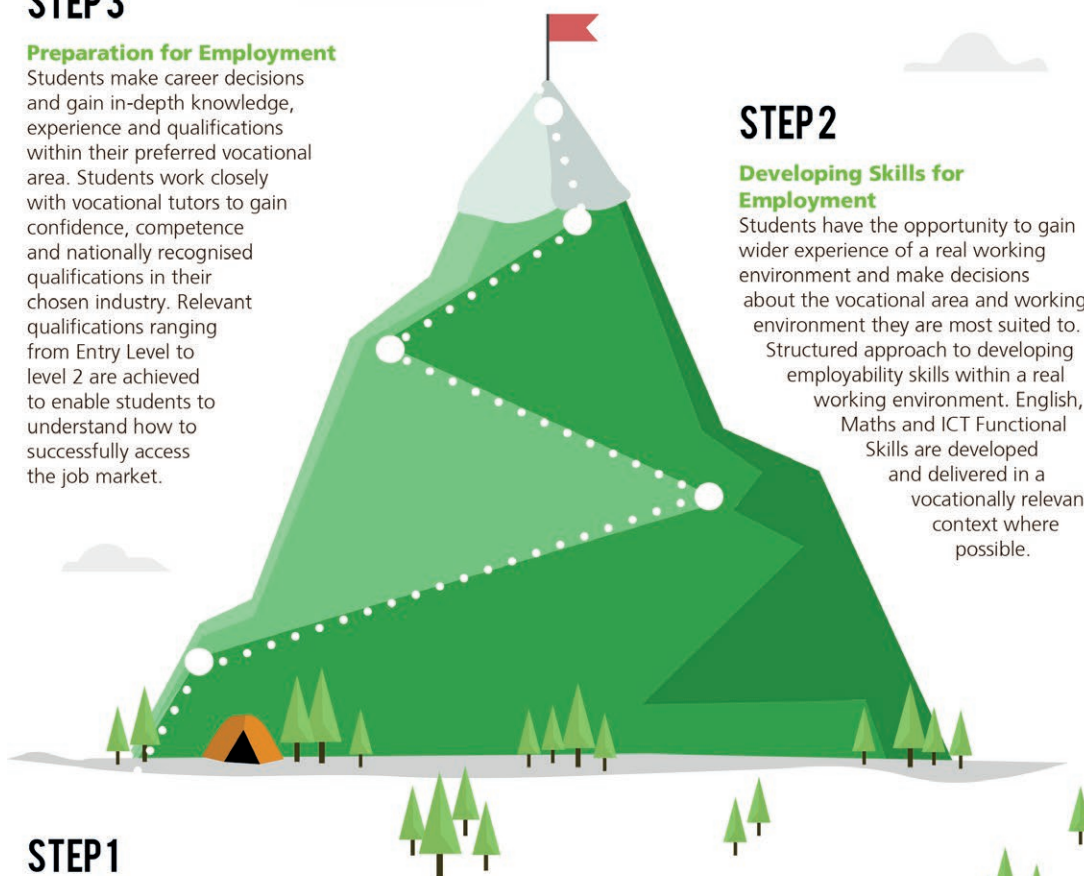 STEP 3
Preparation for Employment
Students make career decisions
and gain in-depth knowledge,
experience and qualifications
within their preferred vocational
area. Students work closely
with vocational tutors to gain
confidence, competence
and nationally recognised
qualifications in their
chosen industry. Relevant
qualifications ranging
from Entry Level to
level 2 are achieved
to enable students to
understand how to
successfully access
the job market.
STEP 2
Developing Skills for
Employment
Students have the opportunity to gain
wider experience of a real working
environment and make decisions
about the vocational area and working
environment they are most suited to.
Structured approach to developing
employability skills within a real
working environment. English,
Maths and ICT Functional
Skills are developed
and delivered in a
vocationally relevan
context where
possible.
STEP 1